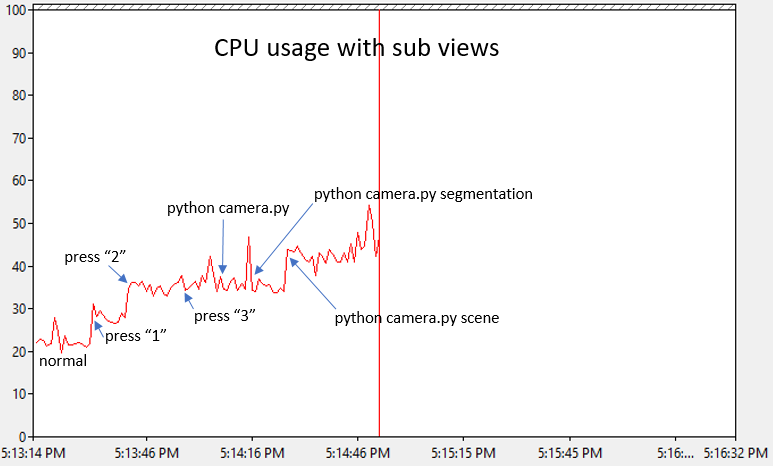 CPU usage with sub views
100
90
80
70
60
50
40
30
20
10
0
python camera.py segmentation
python camera.py
press “2”
press “3”
python camera.py scene
press “1”
normal
5:13:14 PM 5:13:46 PM 5:14:16 PM 5:14:46 PM 5:15:15 PM 5:15:45 PM 5:16:... 5:16:32 PM